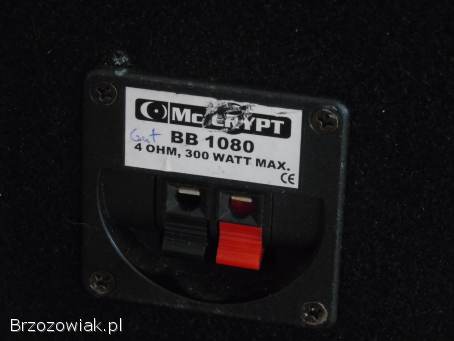 McCRYPT
Gut
BB 1080
4 OHM, 300 WATT MAX.
CE
Brzozowiak.pl